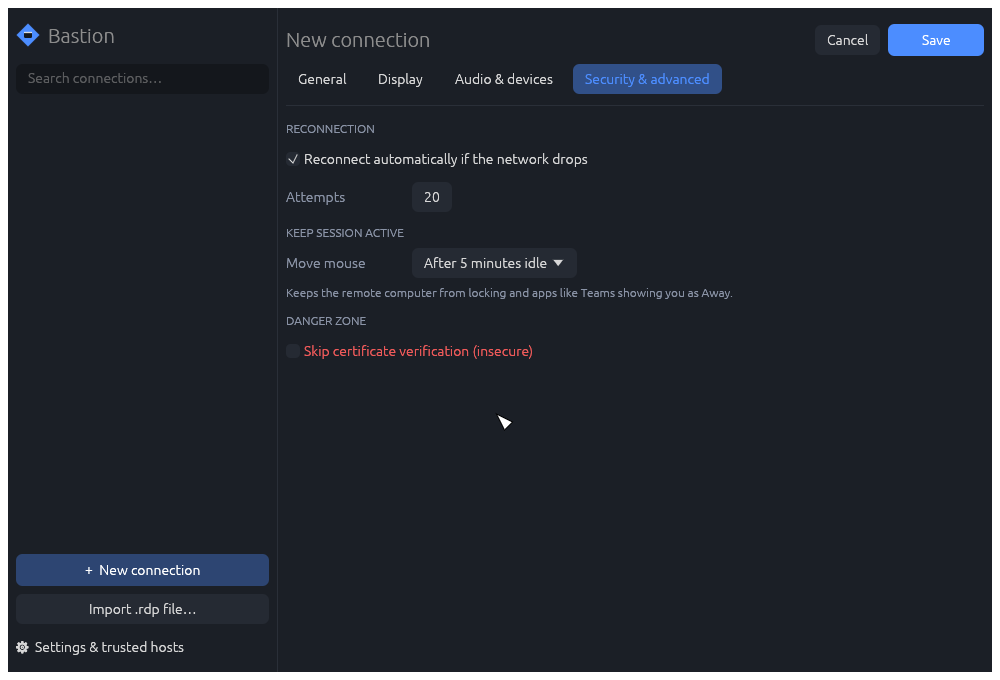 Bastion
Search connections…
+ New connection
Import .rdp file…
Settings & trusted hosts
New connection
Cancel
Save
General
Display
Audio & devices
Security & advanced
RECONNECTION
Reconnect automatically if the network drops
Attempts 20
KEEP SESSION ACTIVE
Move mouse After 5 minutes idle
Keeps the remote computer from locking and apps like Teams showing you as Away.
DANGER ZONE
Skip certificate verification (insecure)